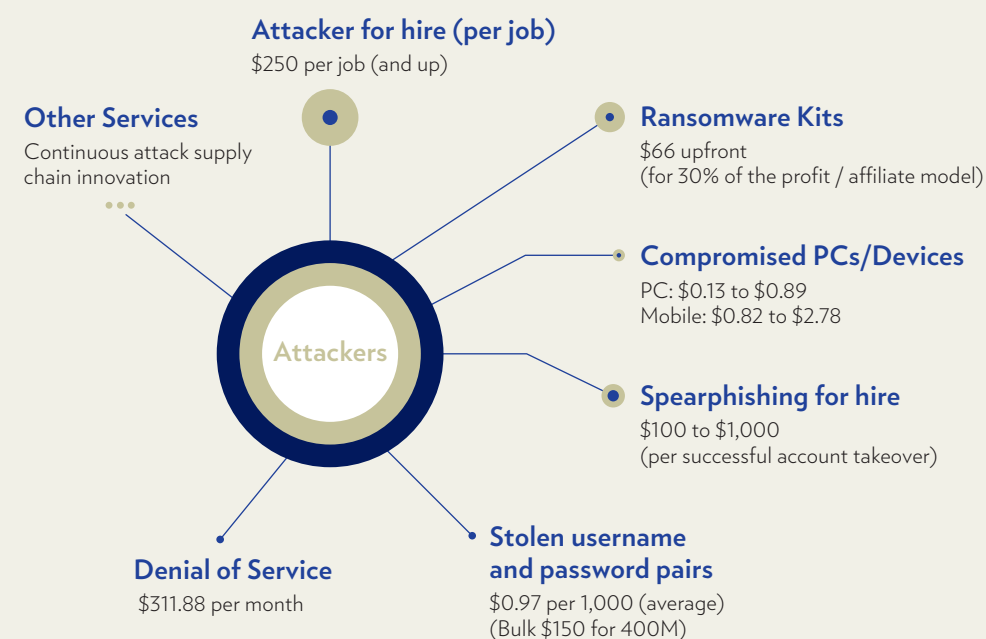 Attacker for hire (per job)
$250 per job (and up)
Other Services
Continuous attack supply
chain innovation
Ransomware Kits
$66 upfront
(for 30% of the profit / affiliate model)
Compromised PCs/Devices
PC: $0.13 to $0.89
Mobile: $0.82 to $2.78
Attackers
Spearphishing for hire
$100 to $1,000
(per successful account takeover)
Stolen username
and password pairs
$0.97 per 1,000 (average)
(Bulk $150 for 400M)
Denial of Service
$311.88 per month